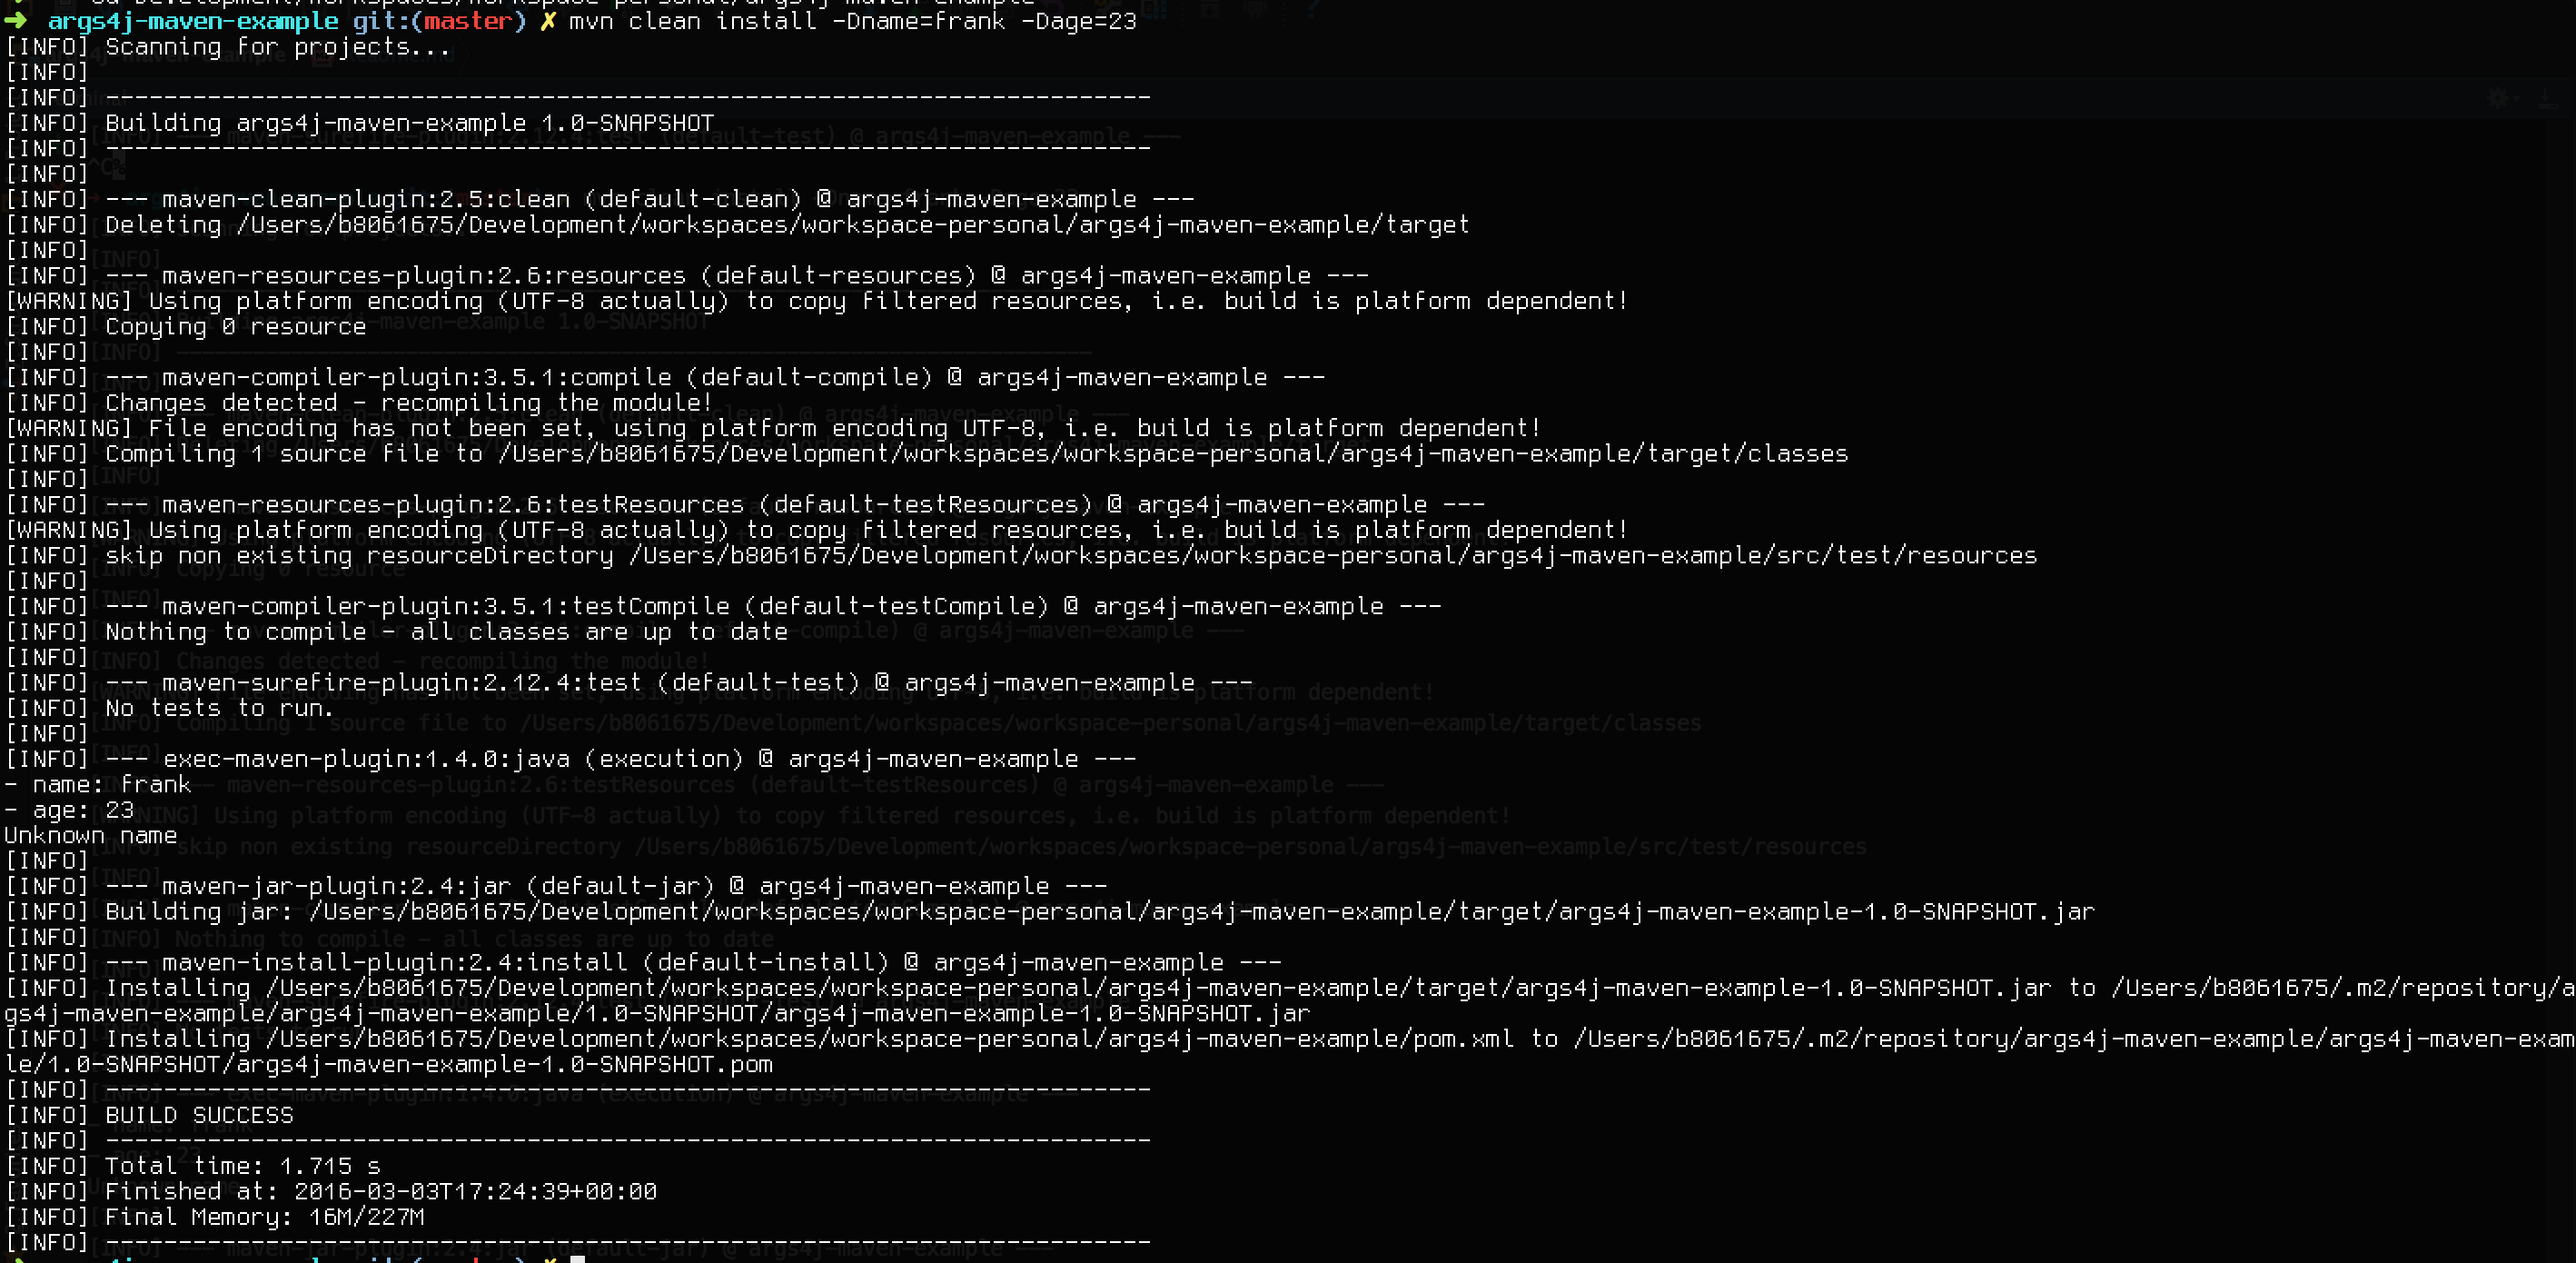 cd Development/workspaces/workspace-personal/args4j-maven-example
➜ args4j-maven-example git:(master) ✗ mvn clean install -Dname=frank -Dage=23
[INFO] Scanning for projects...
[INFO]
[INFO] ------------------------------------------------------------------------
[INFO] Building args4j-maven-example 1.0-SNAPSHOT
[INFO] ------------------------------------------------------------------------
[INFO]
[INFO] --- maven-clean-plugin:2.5:clean (default-clean) @ args4j-maven-example ---
[INFO] Deleting /Users/b8061675/Development/workspaces/workspace-personal/args4j-maven-example/target
[INFO]
[INFO] --- maven-resources-plugin:2.6:resources (default-resources) @ args4j-maven-example ---
[WARNING] Using platform encoding (UTF-8 actually) to copy filtered resources, i.e. build is platform dependent!
[INFO] Copying 0 resource
[INFO]
[INFO] --- maven-compiler-plugin:3.5.1:compile (default-compile) @ args4j-maven-example ---
[INFO] Changes detected - recompiling the module!
[WARNING] File encoding has not been set, using platform encoding UTF-8, i.e. build is platform dependent!
[INFO] Compiling 1 source file to /Users/b8061675/Development/workspaces/workspace-personal/args4j-maven-example/target/classes
[INFO]
[INFO] --- maven-resources-plugin:2.6:testResources (default-testResources) @ args4j-maven-example ---
[WARNING] Using platform encoding (UTF-8 actually) to copy filtered resources, i.e. build is platform dependent!
[INFO] skip non existing resourceDirectory /Users/b8061675/Development/workspaces/workspace-personal/args4j-maven-example/src/test/resources
[INFO]
[INFO] --- maven-compiler-plugin:3.5.1:testCompile (default-testCompile) @ args4j-maven-example ---
[INFO] Nothing to compile - all classes are up to date
[INFO]
[INFO] --- maven-surefire-plugin:2.12.4:test (default-test) @ args4j-maven-example ---
[INFO] No tests to run.
[INFO]
[INFO] --- exec-maven-plugin:1.4.0:java (execution) @ args4j-maven-example ---
- name: frank
- age: 23
Unknown name
[INFO]
[INFO] --- maven-jar-plugin:2.4:jar (default-jar) @ args4j-maven-example ---
[INFO] Building jar: /Users/b8061675/Development/workspaces/workspace-personal/args4j-maven-example/target/args4j-maven-example-1.0-SNAPSHOT.jar
[INFO]
[INFO] --- maven-install-plugin:2.4:install (default-install) @ args4j-maven-example ---
[INFO] Installing /Users/b8061675/Development/workspaces/workspace-personal/args4j-maven-example/target/args4j-maven-example-1.0-SNAPSHOT.jar to /Users/b8061675/.m2/repository/a
gs4j-maven-example/args4j-maven-example/1.0-SNAPSHOT/args4j-maven-example-1.0-SNAPSHOT.jar
[INFO] Installing /Users/b8061675/Development/workspaces/workspace-personal/args4j-maven-example/pom.xml to /Users/b8061675/.m2/repository/args4j-maven-example/args4j-maven-exam
le/1.0-SNAPSHOT/args4j-maven-example-1.0-SNAPSHOT.pom
[INFO] ------------------------------------------------------------------------
[INFO] BUILD SUCCESS
[INFO] ------------------------------------------------------------------------
[INFO] Total time: 1.715 s
[INFO] Finished at: 2016-03-03T17:24:39+00:00
[INFO] Final Memory: 16M/227M
[INFO] ------------------------------------------------------------------------